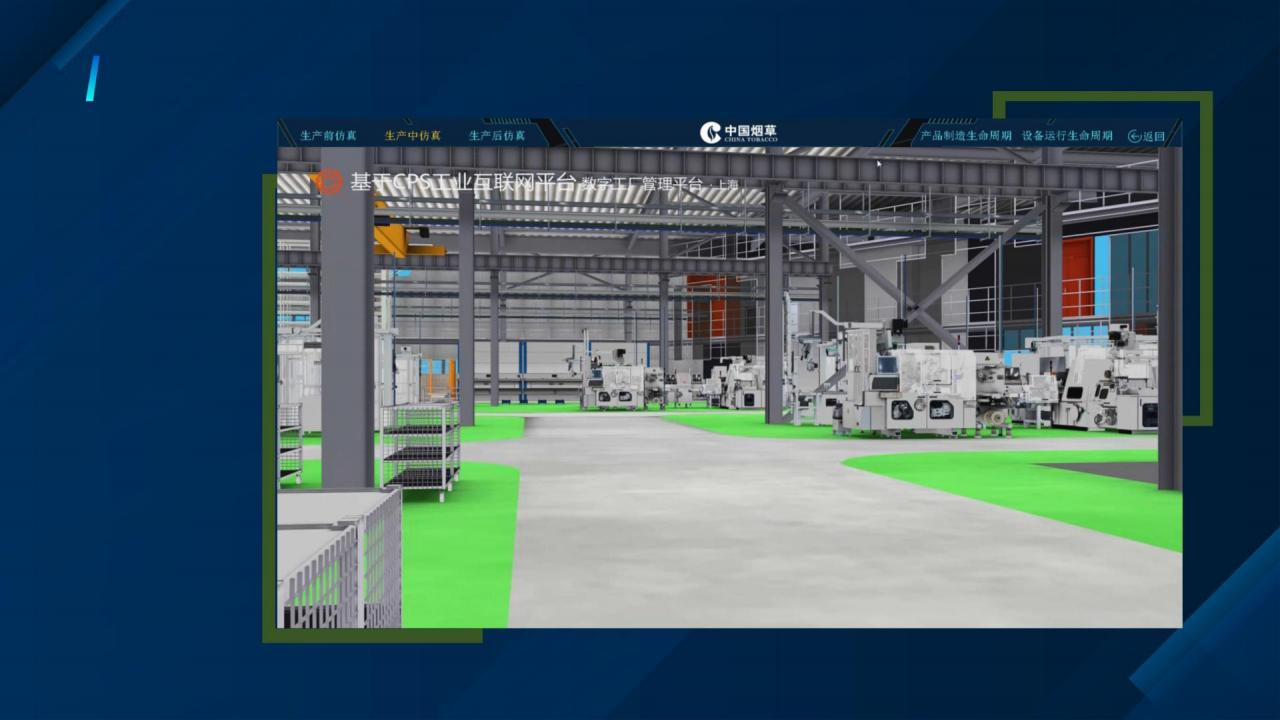 生产前仿真 生产中仿真 生产后仿真 中国烟草 产品制造生命周期 设备运行生命周期 返回
CHINA TOBACCO
基于CPS工业互联网平台 数字工厂管理平台 · 上海